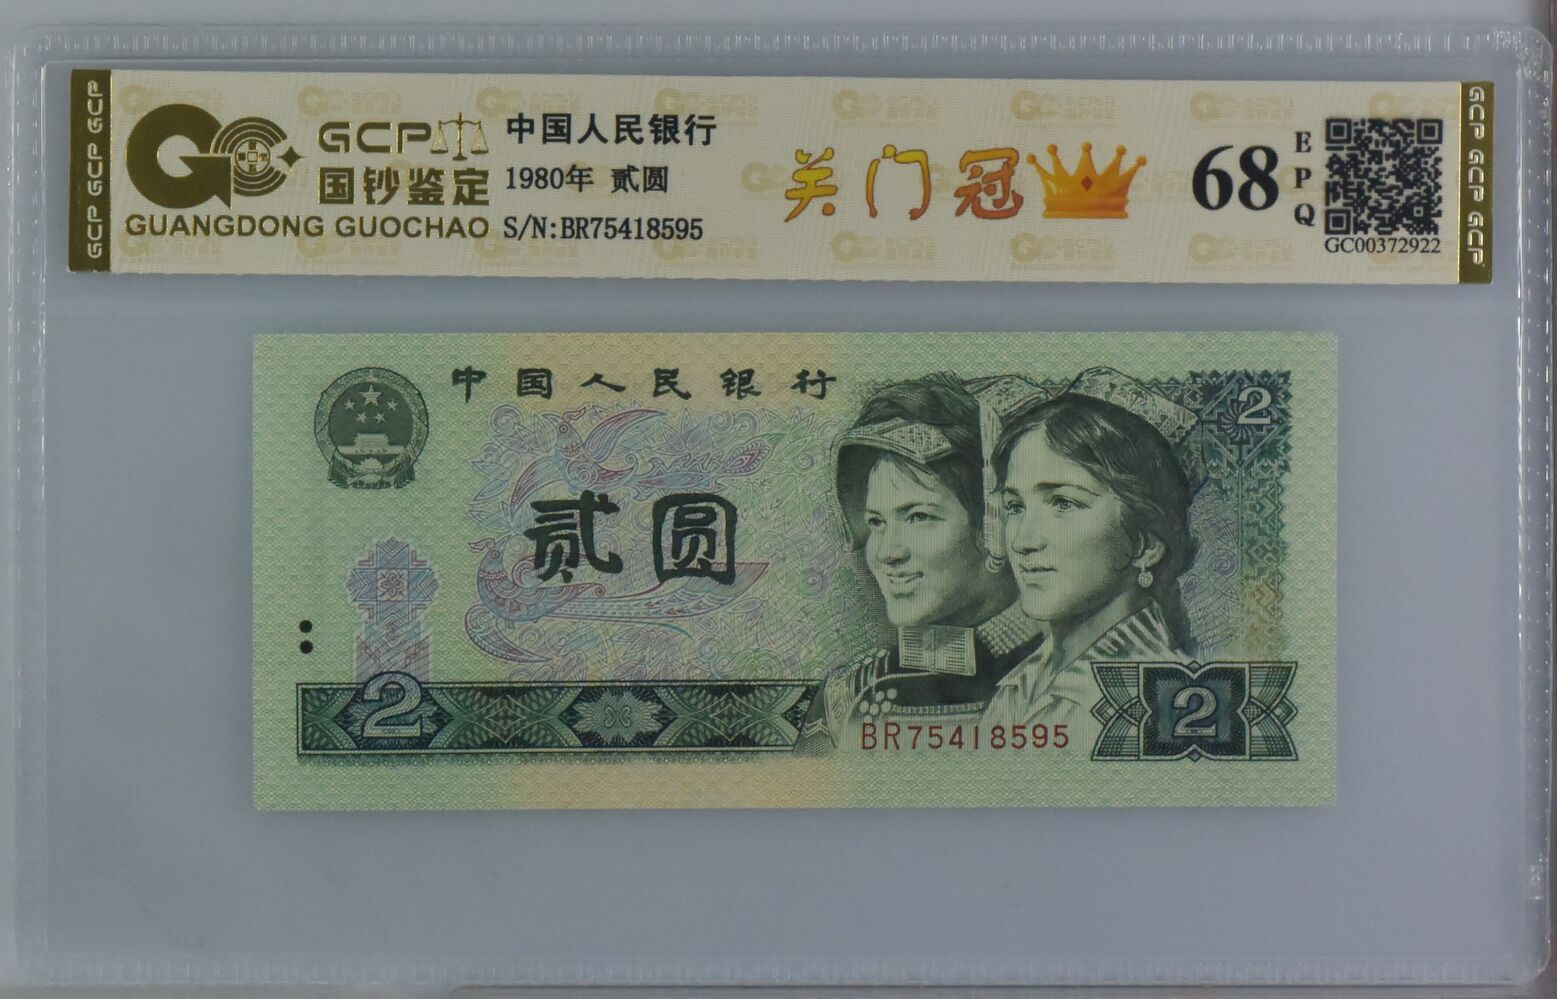 GCP GCP GCP
GCP
国钞鉴定
GUANGDONG GUOCHAO
中国人民银行
1980年 贰圆
S/N:BR75418595
关门冠
68
EPQ
GC00372922
GCP GCP GCP
中国人民银行
2
贰圆
2
BR75418595
2